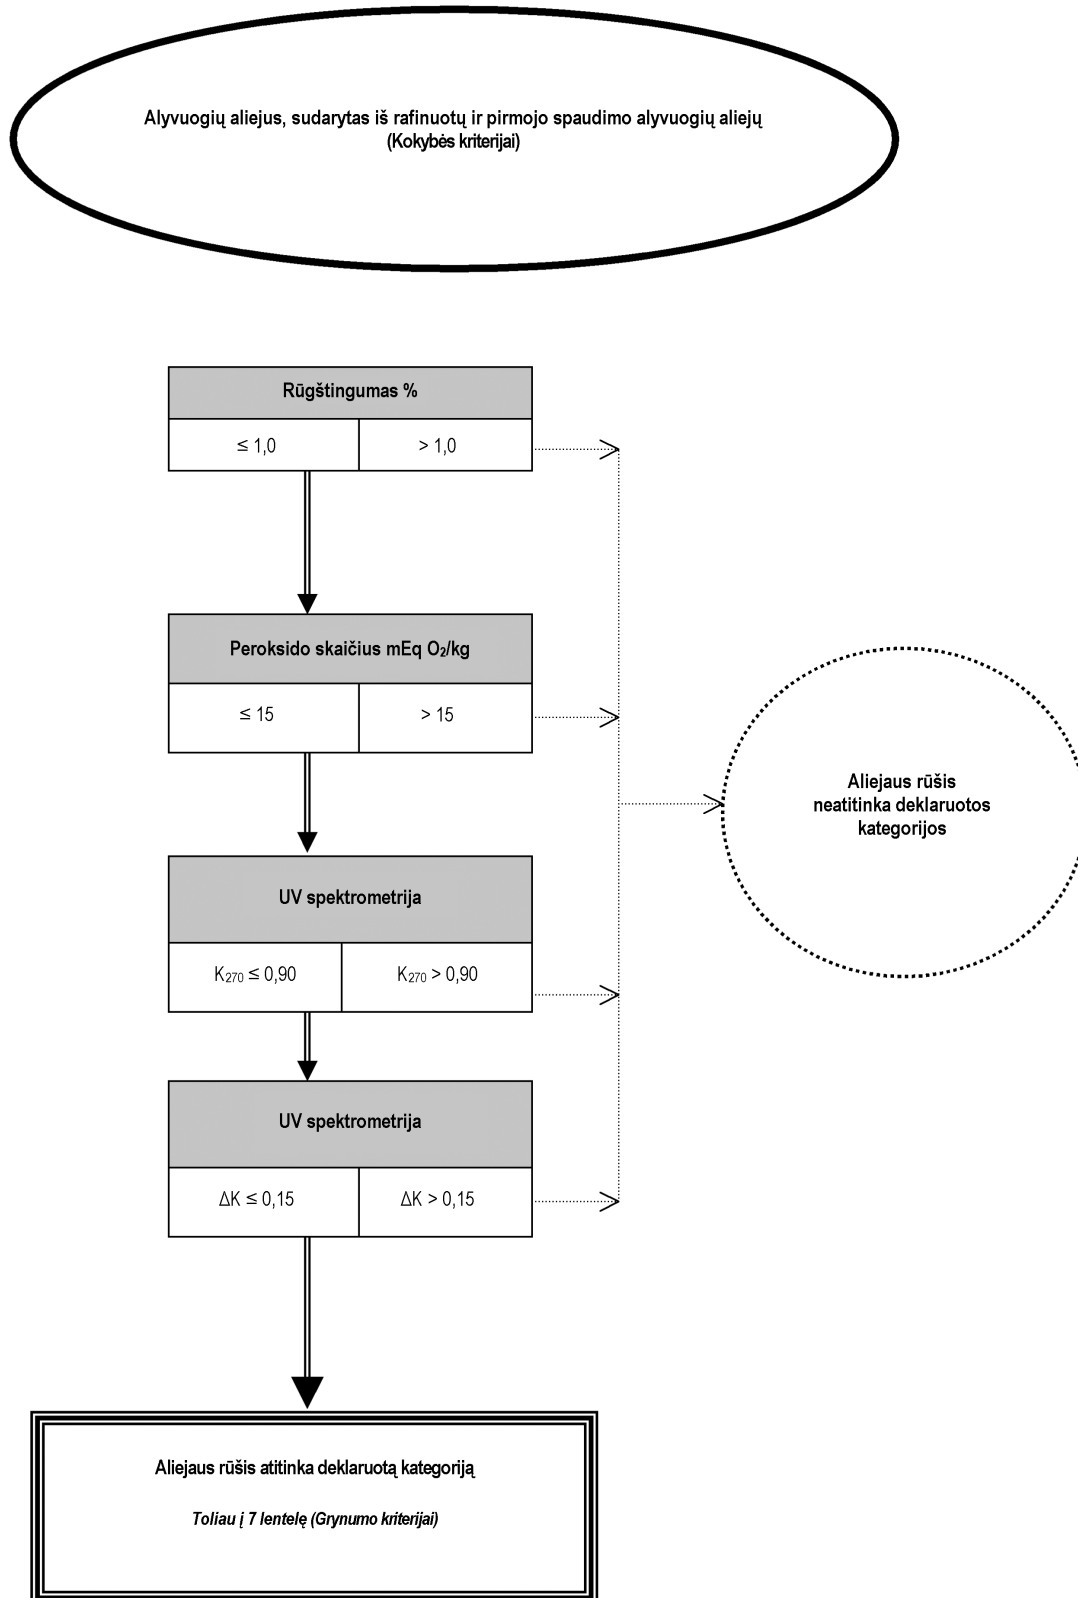 Alyvuogių aliejus, sudarytas iš rafinuotų ir pirmojo spaudimo alyvuogių aliejų
(Kokybės kriterijai)
Rūgštingumas %
≤ 1,0
> 1,0
Peroksido skaičius mEq O₂/kg
≤ 15
> 15
Aliejaus rūšis
neatitinka deklaruotos
kategorijos
UV spektrometrija
K₂₇₀ ≤ 0,90
K₂₇₀ > 0,90
UV spektrometrija
ΔK ≤ 0,15
ΔK > 0,15
Aliejaus rūšis atitinka deklaruotą kategoriją
Toliau į 7 lentelę (Grynumo kriterijai)